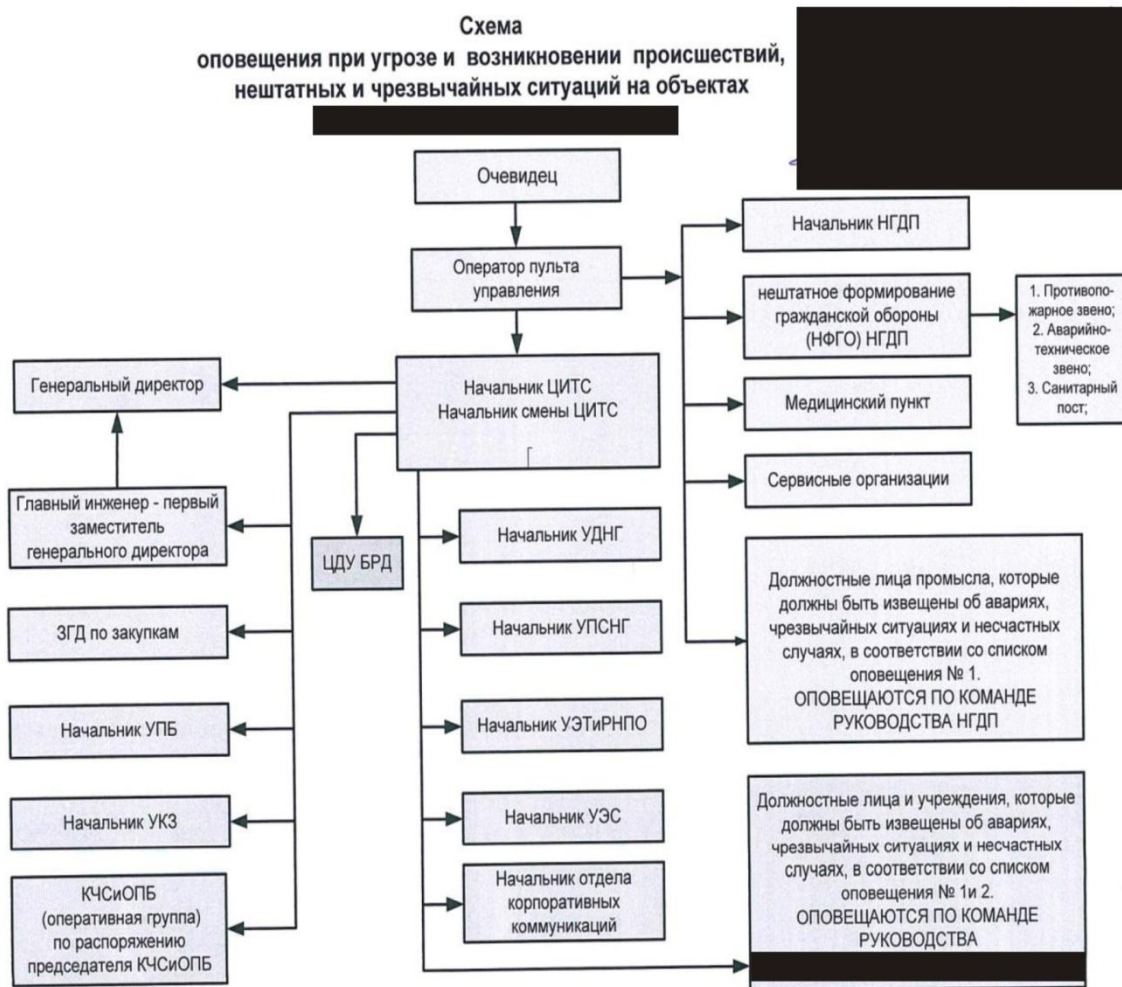 Схема
оповещения при угрозе и возникновении происшествий,
нештатных и чрезвычайных ситуаций на объектах
Очевидец
Оператор пульта
управления
Начальник ЦИТС
Начальник смены ЦИТС
Генеральный директор
Главный инженер - первый
заместитель
генерального директора
ЗГД по закупкам
Начальник УПБ
Начальник УКЗ
КЧСиОПБ
(оперативная группа)
по распоряжению
председателя КЧСиОПБ
ЦДУ БРД
Начальник УДНГ
Начальник УПСНГ
Начальник УЭТиРНПО
Начальник УЭС
Начальник отдела
корпоративных
коммуникаций
Начальник НГДП
нештатное формирование
гражданской обороны
(НФГО) НГДП
1. Противопо-
жарное звено;
2. Аварийно-
техническое
звено;
3. Санитарный
пост;
Медицинский пункт
Сервисные организации
Должностные лица промысла, которые
должны быть извещены об авариях,
чрезвычайных ситуациях и несчастных
случаях, в соответствии со списком
оповещения № 1.
ОПОВЕЩАЮТСЯ ПО КОМАНДЕ
РУКОВОДСТВА НГДП
Должностные лица и учреждения, которые
должны быть извещены об авариях,
чрезвычайных ситуациях и несчастных
случаях, в соответствии со списком
оповещения № 1и 2.
ОПОВЕЩАЮТСЯ ПО КОМАНДЕ
РУКОВОДСТВА